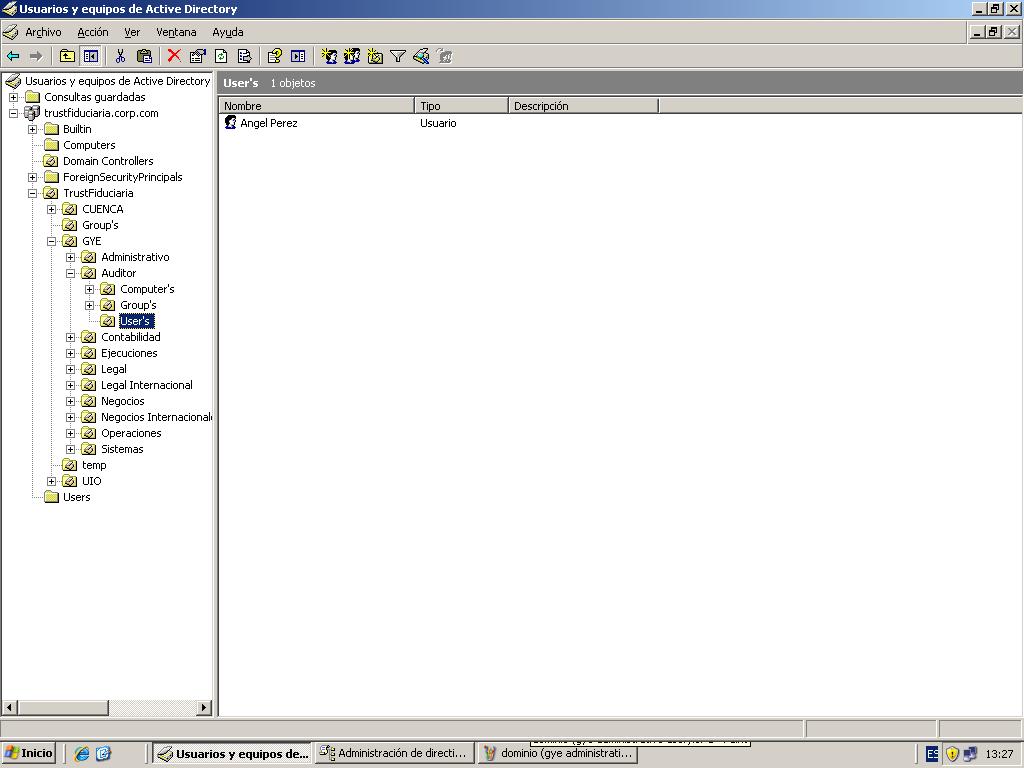 Usuarios y equipos de Active Directory
Archivo Acción Ver Ventana Ayuda
Usuarios y equipos de Active Directory
Consultas guardadas
trustfiduciaria.corp.com
Builtin
Computers
Domain Controllers
ForeignSecurityPrincipals
TrustFiduciaria
CUENCA
Group's
GYE
Administrativo
Auditor
Computer's
Group's
User's
Contabilidad
Ejecuciones
Legal
Legal Internacional
Negocios
Negocios Internacional
Operaciones
Sistemas
temp
UIO
Users
User's 1 objetos
Nombre Tipo Descripción
Angel Perez Usuario
Inicio
Usuarios y equipos de...
Administración de directi...
dominio (gye administrati...
ES
13:27